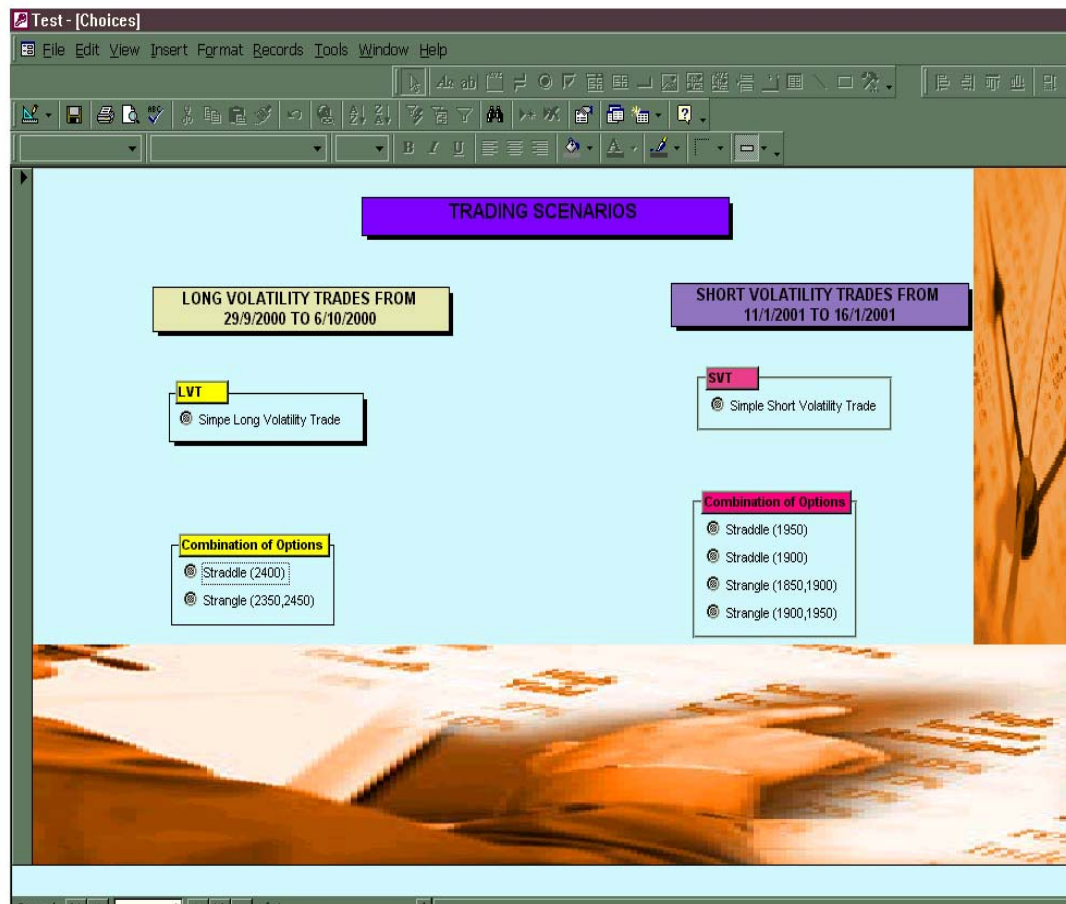 Test - [Choices]
File Edit View Insert Format Records Tools Window Help
TRADING SCENARIOS
LONG VOLATILITY TRADES FROM
29/9/2000 TO 6/10/2000
SHORT VOLATILITY TRADES FROM
11/1/2001 TO 16/1/2001
LVT
Simpe Long Volatility Trade
SVT
Simple Short Volatility Trade
Combination of Options
Straddle (2400)
Strangle (2350,2450)
Combination of Options
Straddle (1950)
Straddle (1900)
Strangle (1850,1900)
Strangle (1900,1950)